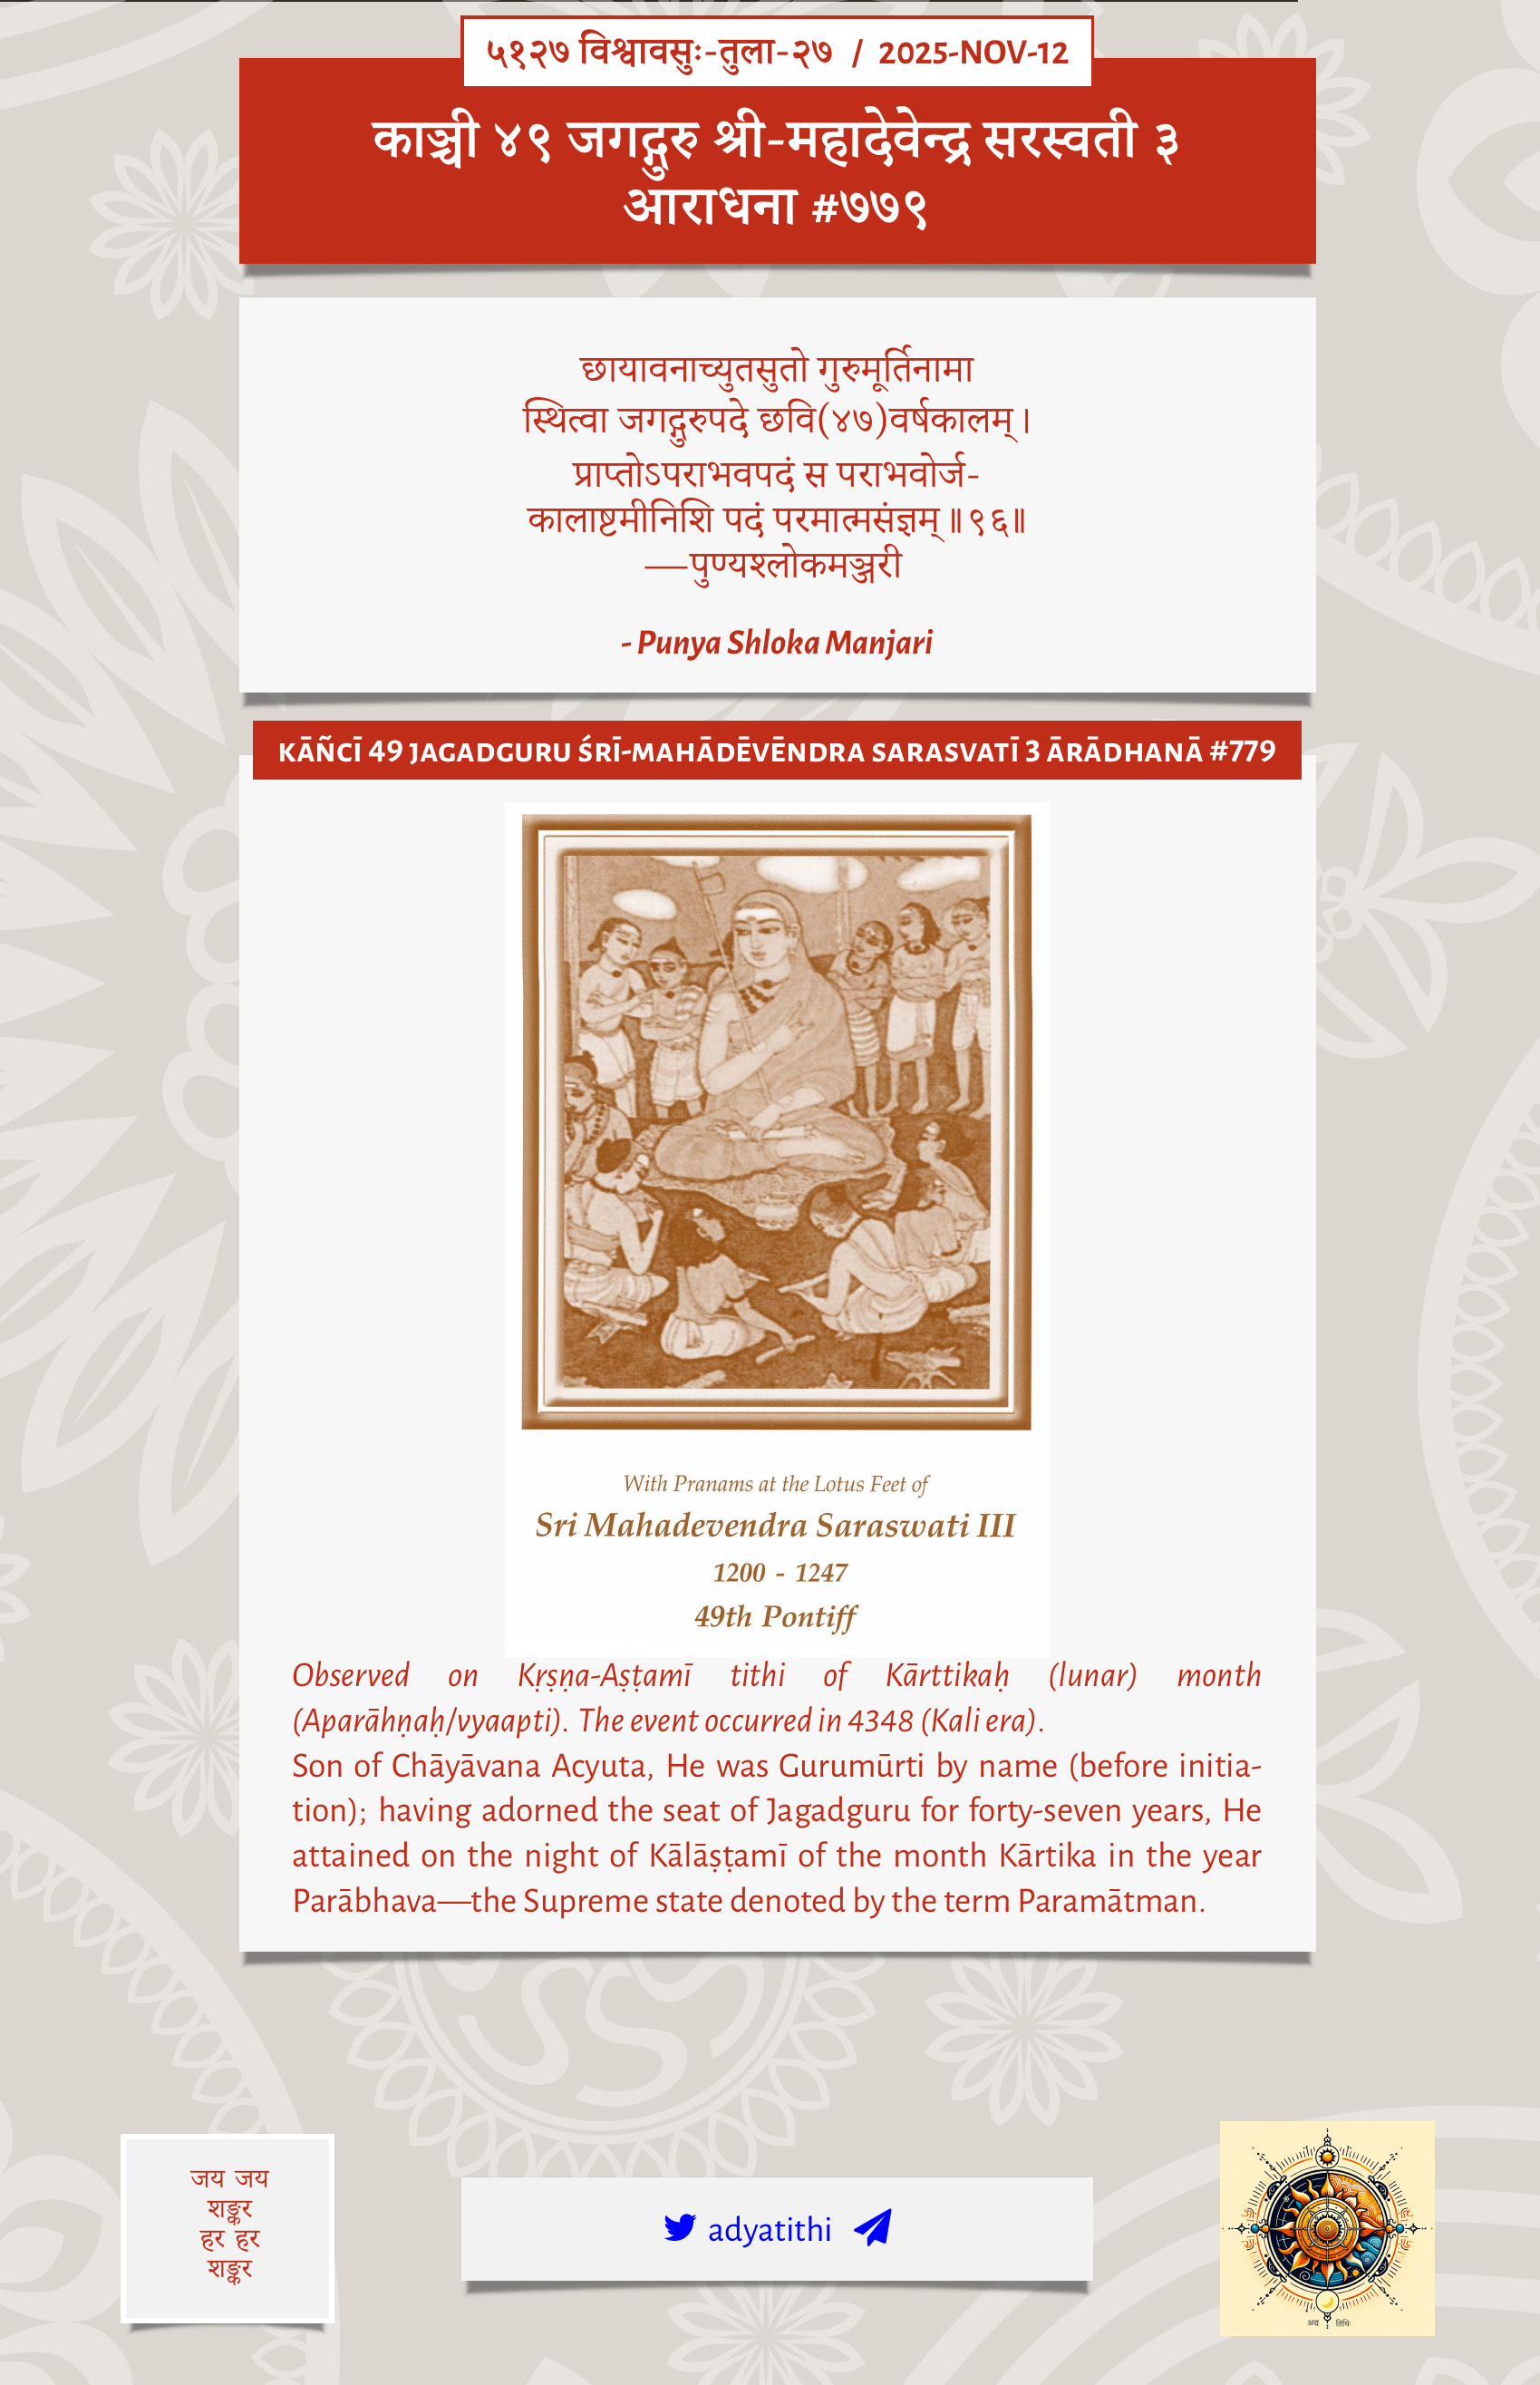 ५१२७ विश्वावसुः-तुला-२७ / 2025-NOV-12
काञ्ची ४९ जगद्गुरु श्री-महादेवेन्द्र सरस्वती ३
आराधना #७७९
छायावनाच्युतसुतो गुरुमूर्तिनामा
स्थित्वा जगद्गुरुपदे छवि(४७)वर्षकालम्।
प्राप्तोऽपराभवपदं स पराभवोर्ज-
कालाष्टमीनिशि पदं परमात्मसंज्ञम्॥९६॥
—पुण्यश्लोकमञ्जरी
- Punya Shloka Manjari
KĀÑCĪ 49 JAGADGURU ŚRĪ-MAHĀDĒVĒNDRA SARASVATĪ 3 ĀRĀDHANĀ #779
With Pranams at the Lotus Feet of
Sri Mahadevendra Saraswati III
1200 - 1247
49th Pontiff
Observed on Kṛṣṇa-Aṣṭamī tithi of Kārttikaḥ (lunar) month
(Aparāhṇaḥ/vyaapti). The event occurred in 4348 (Kali era).
Son of Chāyāvana Acyuta, He was Gurumūrti by name (before initia-
tion); having adorned the seat of Jagadguru for forty-seven years, He
attained on the night of Kālāṣṭamī of the month Kārtika in the year
Parābhava—the Supreme state denoted by the term Paramātman.
जय जय
शङ्कर
हर हर
शङ्कर
adyatithi
अद्य तिथिः